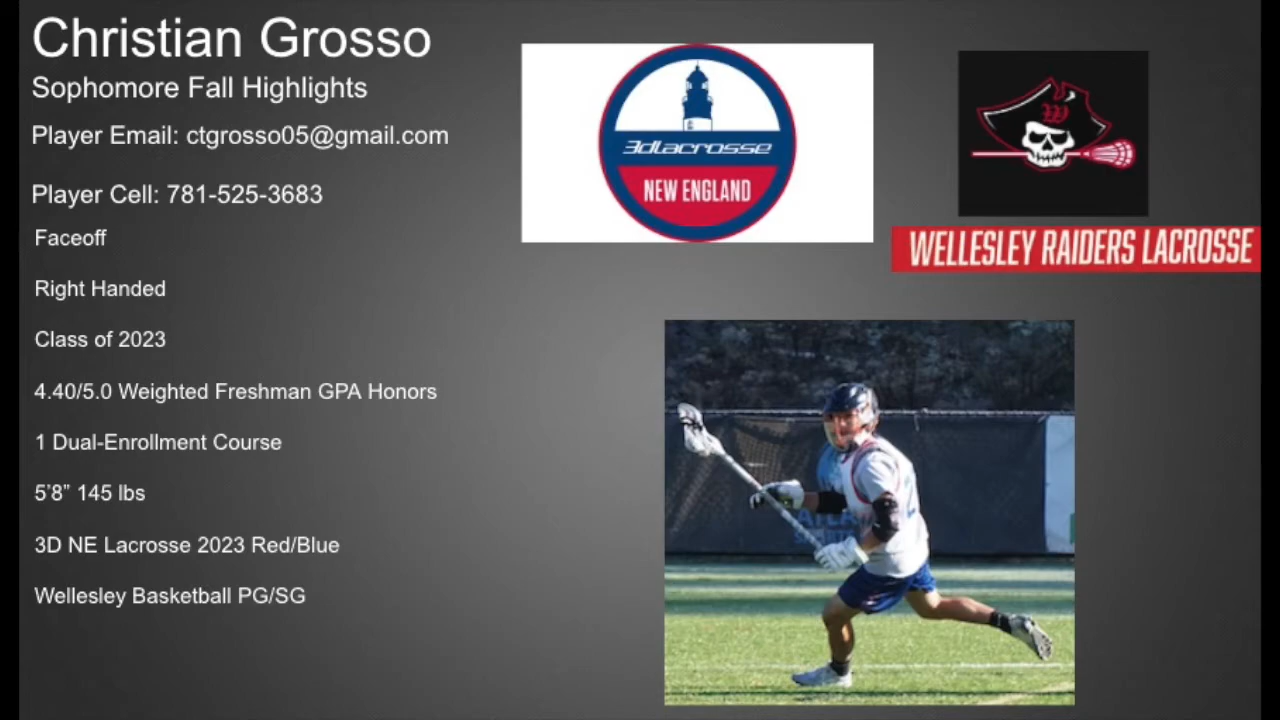 Christian Grosso
Sophomore Fall Highlights
Player Email: ctgrosso05@gmail.com
Player Cell: 781-525-3683
Faceoff
Right Handed
Class of 2023
4.40/5.0 Weighted Freshman GPA Honors
1 Dual-Enrollment Course
5’8” 145 lbs
3D NE Lacrosse 2023 Red/Blue
Wellesley Basketball PG/SG
3dlacrosse
NEW ENGLAND
W
WELLESLEY RAIDERS LACROSSE